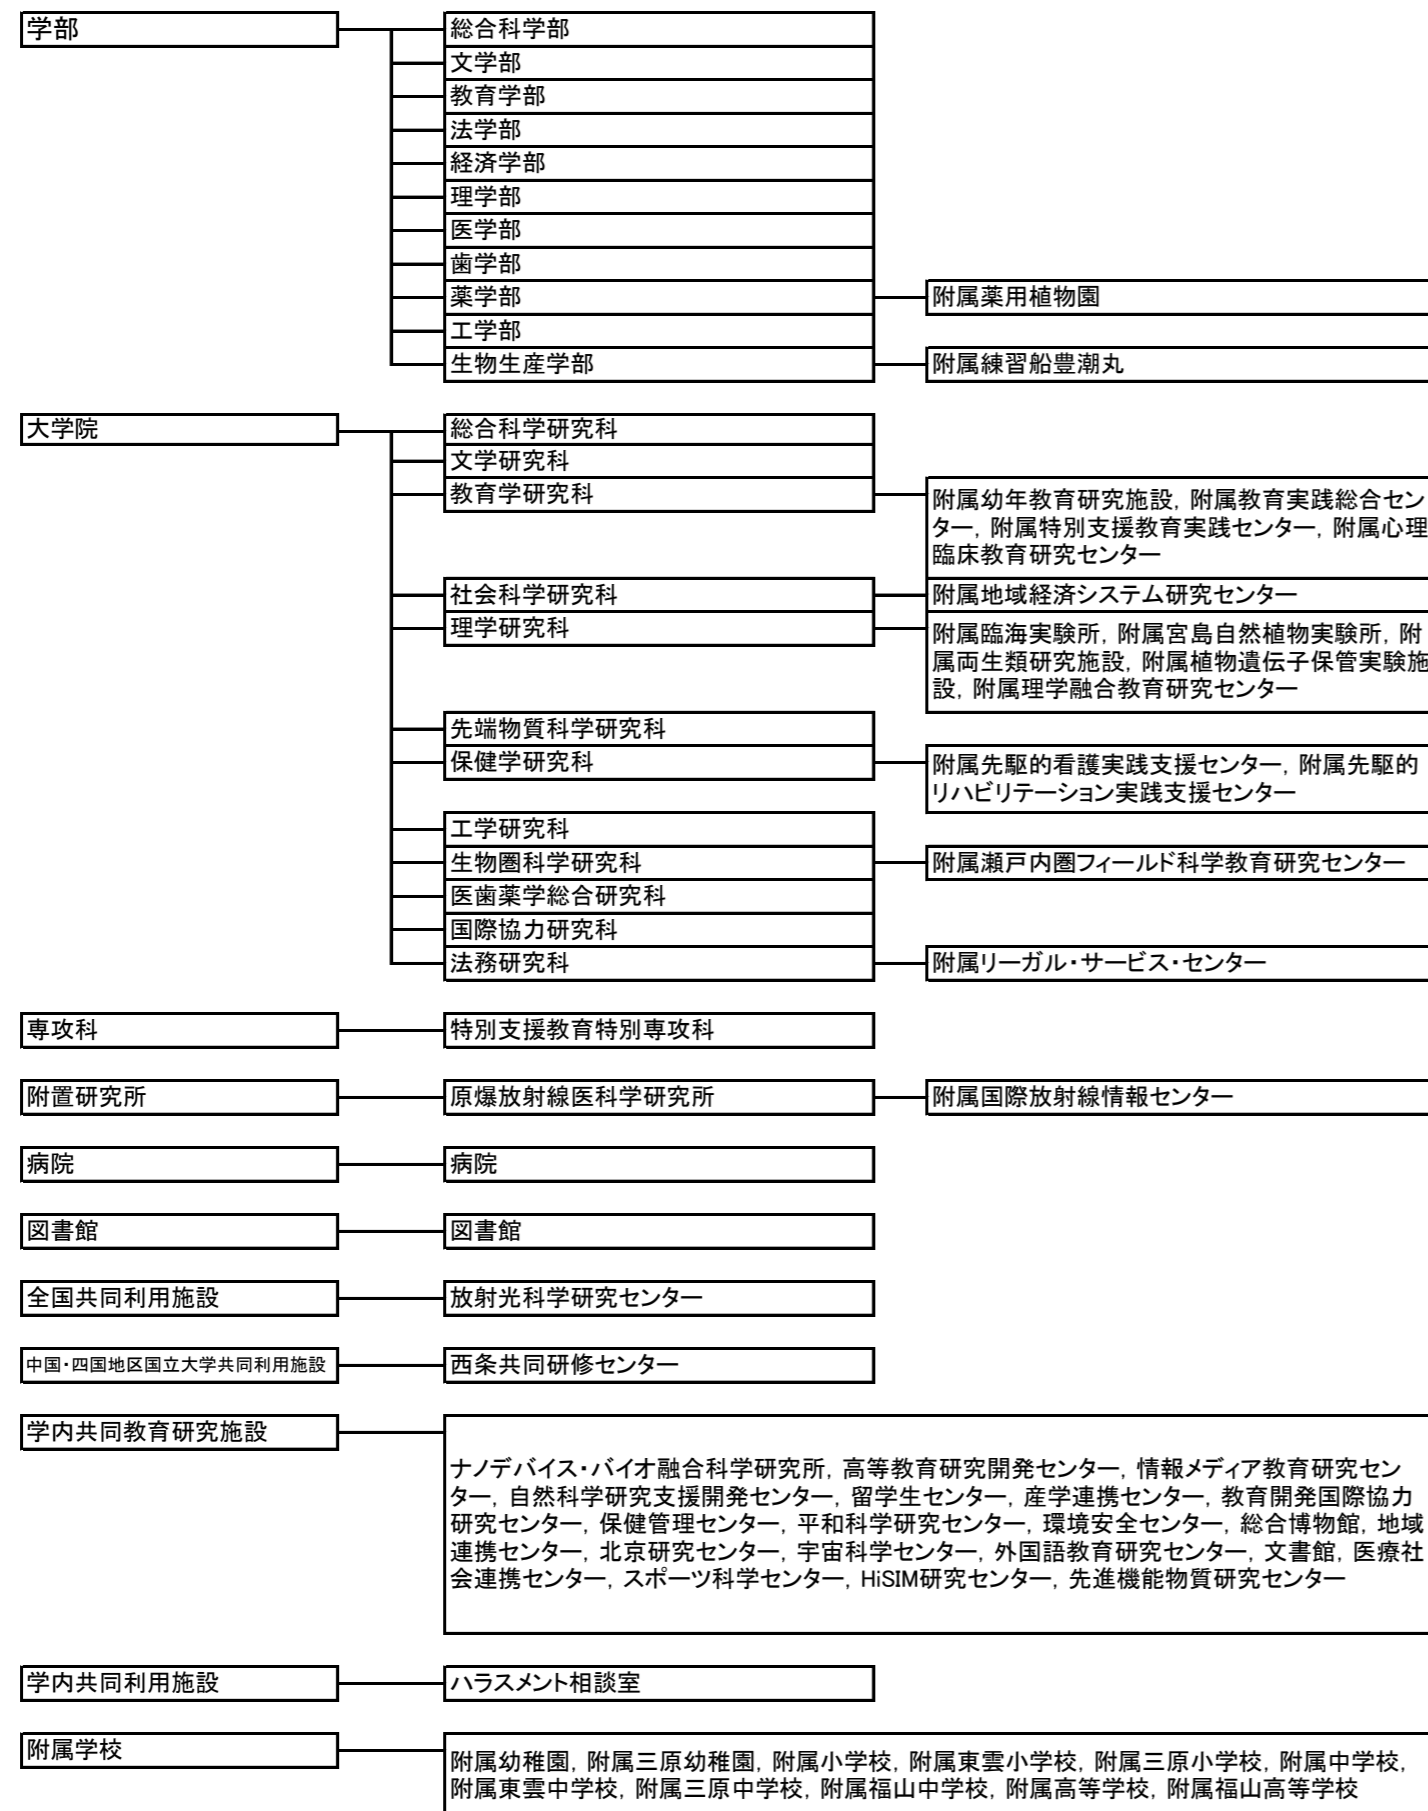 学部
総合科学部
文学部
教育学部
法学部
経済学部
理学部
医学部
歯学部
薬学部
附属薬用植物園
工学部
生物生産学部
附属練習船豊潮丸
大学院
総合科学研究科
文学研究科
教育学研究科
附属幼年教育研究施設, 附属教育実践総合セン
ター, 附属特別支援教育実践センター, 附属心理
臨床教育研究センター
社会科学研究科
附属地域経済システム研究センター
理学研究科
附属臨海実験所, 附属宮島自然植物実験所, 附
属両生類研究施設, 附属植物遺伝子保管実験施
設, 附属理学融合教育研究センター
先端物質科学研究科
保健学研究科
附属先駆的看護実践支援センター, 附属先駆的
リハビリテーション実践支援センター
工学研究科
生物圏科学研究科
附属瀬戸内圏フィールド科学教育研究センター
医歯薬学総合研究科
国際協力研究科
法務研究科
附属リーガル・サービス・センター
専攻科
特別支援教育特別専攻科
附置研究所
原爆放射線医科学研究所
附属国際放射線情報センター
病院
病院
図書館
図書館
全国共同利用施設
放射光科学研究センター
中国・四国地区国立大学共同利用施設
西条共同研修センター
学内共同教育研究施設
ナノデバイス・バイオ融合科学研究所, 高等教育研究開発センター, 情報メディア教育研究セン
ター, 自然科学研究支援開発センター, 留学生センター, 産学連携センター, 教育開発国際協力
研究センター, 保健管理センター, 平和科学研究センター, 環境安全センター, 総合博物館, 地域
連携センター, 北京研究センター, 宇宙科学センター, 外国語教育研究センター, 文書館, 医療社
会連携センター, スポーツ科学センター, HiSIM研究センター, 先進機能物質研究センター
学内共同利用施設
ハラスメント相談室
附属学校
附属幼稚園, 附属三原幼稚園, 附属小学校, 附属東雲小学校, 附属三原小学校, 附属中学校,
附属東雲中学校, 附属三原中学校, 附属福山中学校, 附属高等学校, 附属福山高等学校